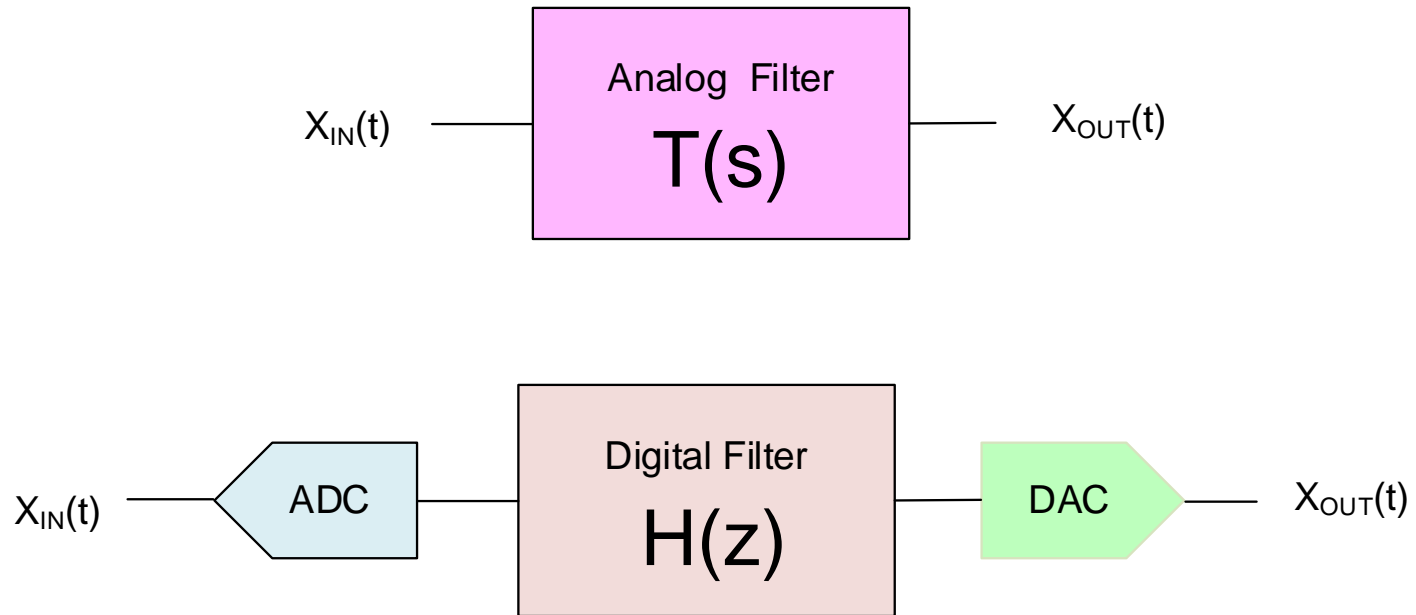 Analog Filter
X_IN(t)
T(s)
X_OUT(t)
Digital Filter
X_IN(t)
ADC
H(z)
DAC
X_OUT(t)